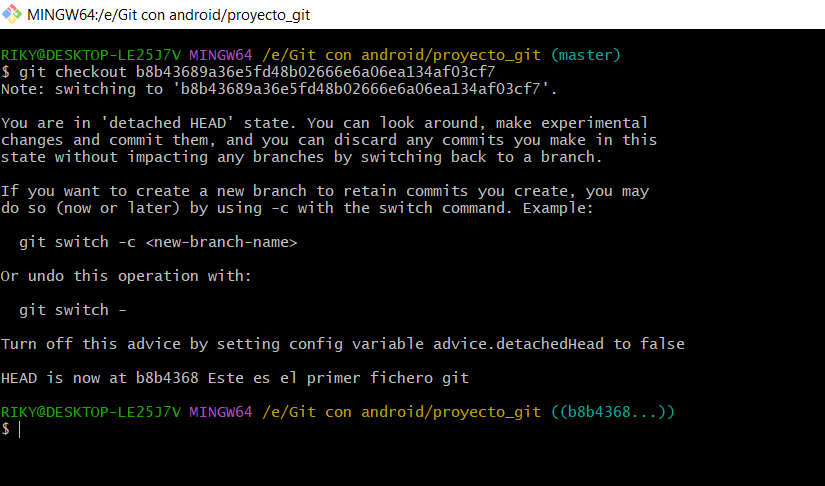 MINGW64:/e/Git con android/proyecto_git
RIKY@DESKTOP-LE25J7V MINGW64 /e/Git con android/proyecto_git (master)
$ git checkout b8b43689a36e5fd48b02666e6a06ea134af03cf7
Note: switching to 'b8b43689a36e5fd48b02666e6a06ea134af03cf7'.
You are in 'detached HEAD' state. You can look around, make experimental
changes and commit them, and you can discard any commits you make in this
state without impacting any branches by switching back to a branch.
If you want to create a new branch to retain commits you create, you may
do so (now or later) by using -c with the switch command. Example:
git switch -c <new-branch-name>
Or undo this operation with:
git switch -
Turn off this advice by setting config variable advice.detachedHead to false
HEAD is now at b8b4368 Este es el primer fichero git
RIKY@DESKTOP-LE25J7V MINGW64 /e/Git con android/proyecto_git ((b8b4368...))
$